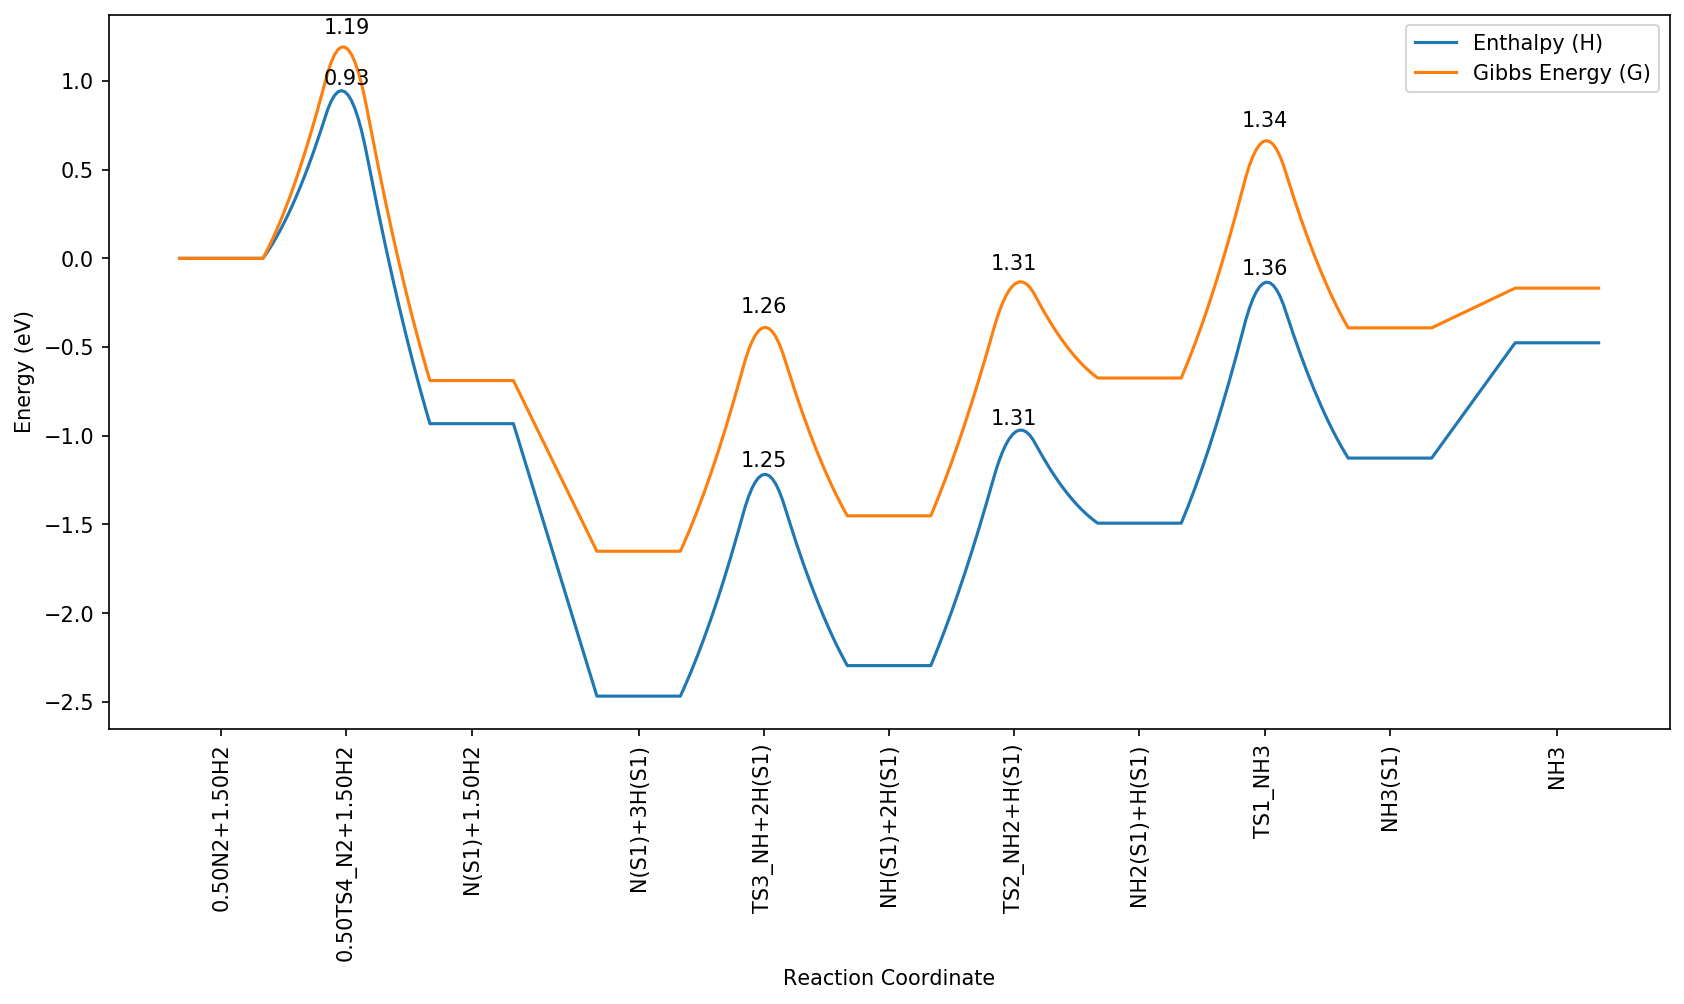 1.19
0.93
1.26
1.25
1.31
1.31
1.34
1.36
Enthalpy (H)
Gibbs Energy (G)
Energy (eV)
1.0
0.5
0.0
−0.5
−1.0
−1.5
−2.0
−2.5
0.50N2+1.50H2
0.50TS4_N2+1.50H2
N(S1)+1.50H2
N(S1)+3H(S1)
TS3_NH+2H(S1)
NH(S1)+2H(S1)
TS2_NH2+H(S1)
NH2(S1)+H(S1)
TS1_NH3
NH3(S1)
NH3
Reaction Coordinate